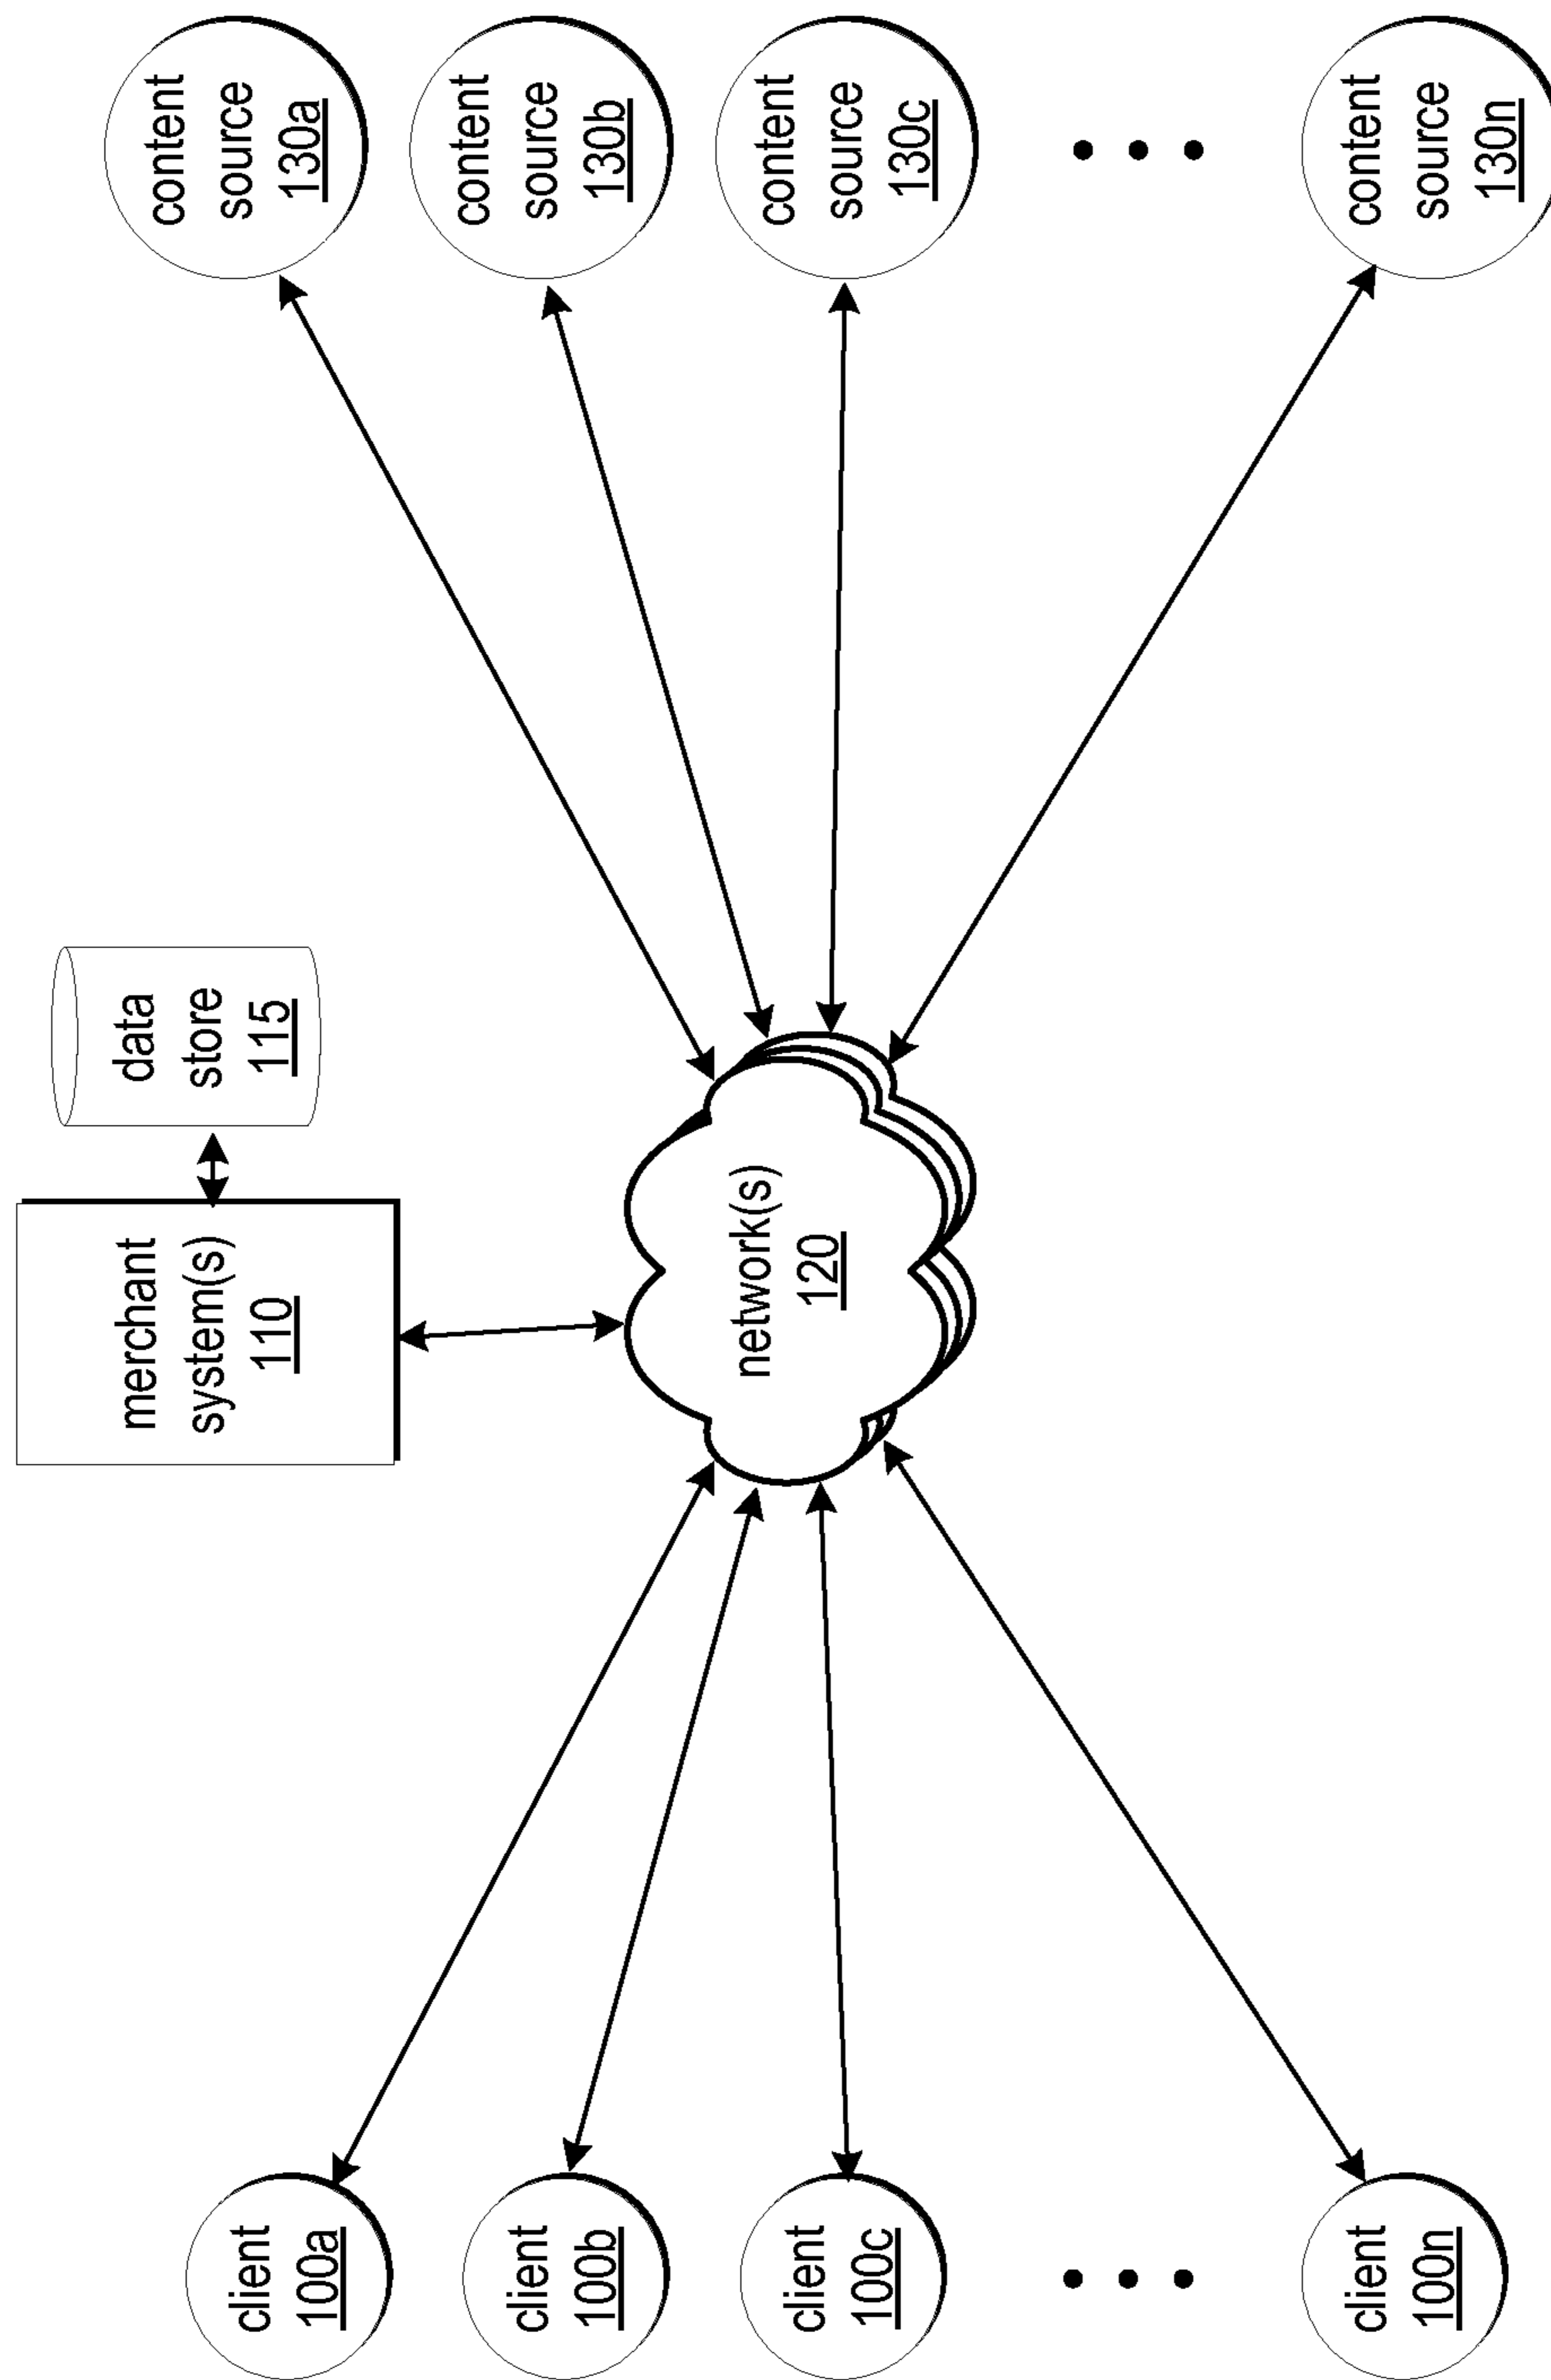 merchant
system(s)
110
data
store
115
client
100a
client
100b
client
100c
client
100n
network(s)
120
content
source
130a
content
source
130b
content
source
130c
content
source
130n